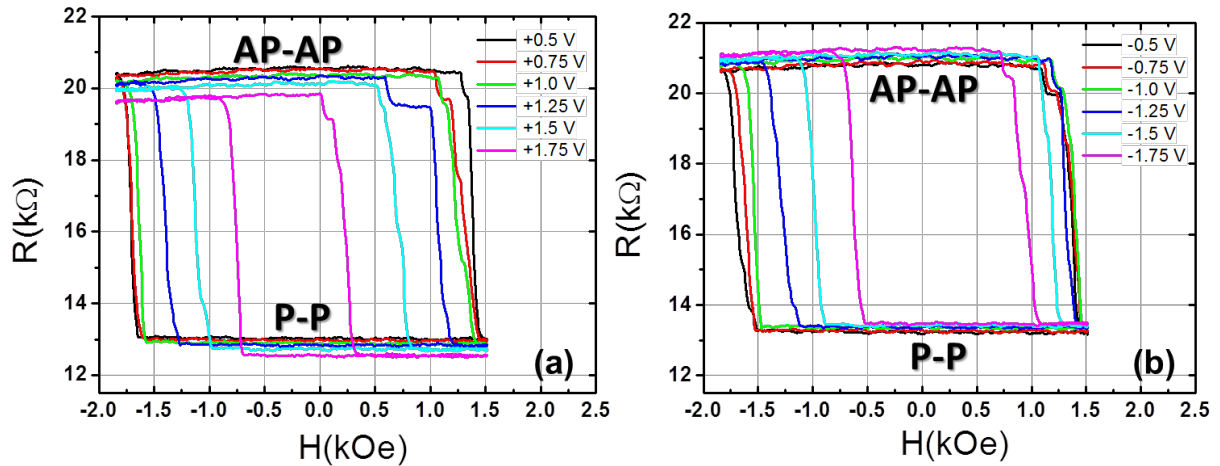 22
20
18
16
14
12
R(kΩ)
AP-AP
P-P
(a)
+0.5 V
+0.75 V
+1.0 V
+1.25 V
+1.5 V
+1.75 V
-2.0 -1.5 -1.0 -0.5 0.0 0.5 1.0 1.5 2.0 2.5
H(kOe)
22
20
18
16
14
12
R(kΩ)
AP-AP
P-P
(b)
-0.5 V
-0.75 V
-1.0 V
-1.25 V
-1.5 V
-1.75 V
-2.0 -1.5 -1.0 -0.5 0.0 0.5 1.0 1.5 2.0 2.5
H(kOe)